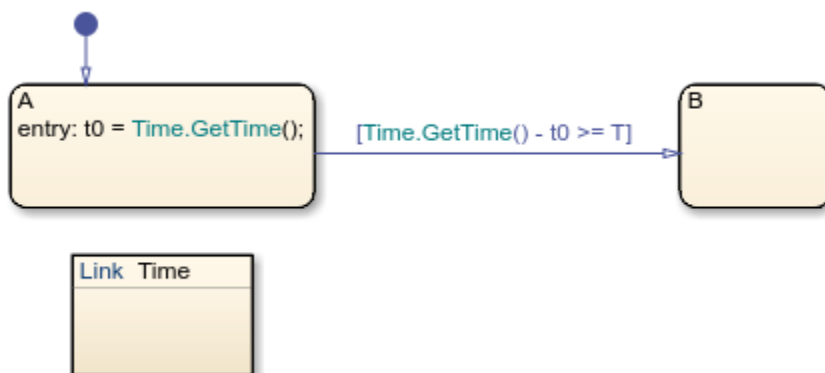 A
entry: t0 = Time.GetTime();
[Time.GetTime() - t0 >= T]
B
Link Time